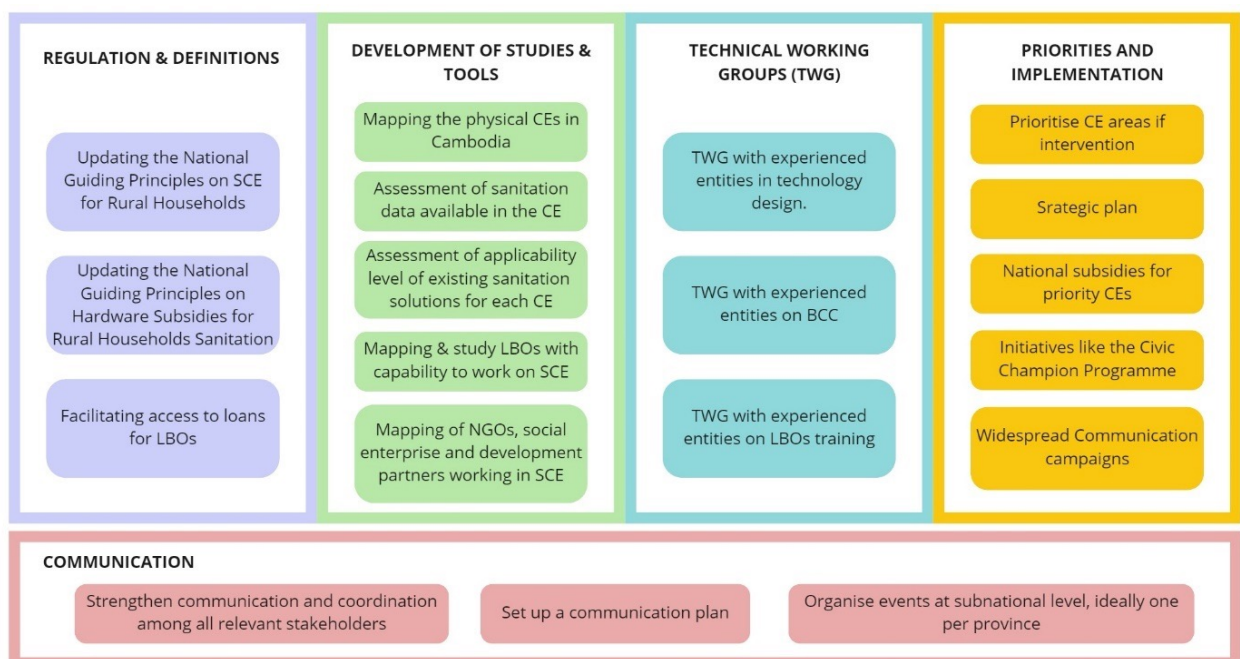 REGULATION & DEFINITIONS
Updating the National
Guiding Principles on SCE
for Rural Households
Updating the National
Guiding Principles on
Hardware Subsidies for
Rural Households Sanitation
Facilitating access to loans
for LBOs
DEVELOPMENT OF STUDIES &
TOOLS
Mapping the physical CEs in
Cambodia
Assessment of sanitation
data available in the CE
Assessment of applicability
level of existing sanitation
solutions for each CE
Mapping & study LBOs with
capability to work on SCE
Mapping of NGOs, social
enterprise and development
partners working in SCE
TECHNICAL WORKING
GROUPS (TWG)
TWG with experienced
entities in technology
design.
TWG with experienced
entities on BCC
TWG with experienced
entities on LBOs training
PRIORITIES AND
IMPLEMENTATION
Prioritise CE areas if
intervention
Srategic plan
National subsidies for
priority CEs
Initiatives like the Civic
Champion Programme
Widespread Communication
campaigns
COMMUNICATION
Strengthen communication and coordination
among all relevant stakeholders
Set up a communication plan
Organise events at subnational level, ideally one
per province